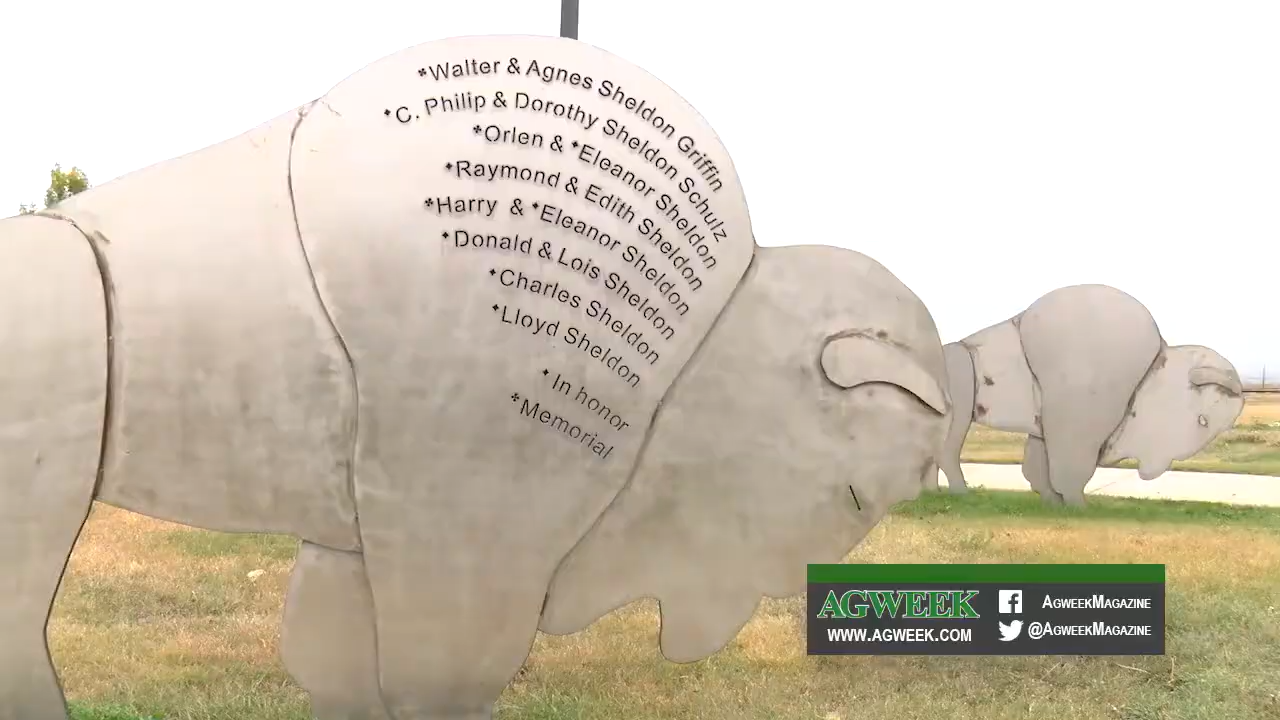 *Walter & Agnes Sheldon Griffin
*C. Philip & Dorothy Sheldon Schulz
*Orlen & *Eleanor Sheldon
*Raymond & Edith Sheldon
*Harry & *Eleanor Sheldon
*Donald & Lois Sheldon
*Charles Sheldon
*Lloyd Sheldon
*In honor
*Memorial
AGWEEK
AGWEEKMAGAZINE
WWW.AGWEEK.COM
@AGWEEKMAGAZINE